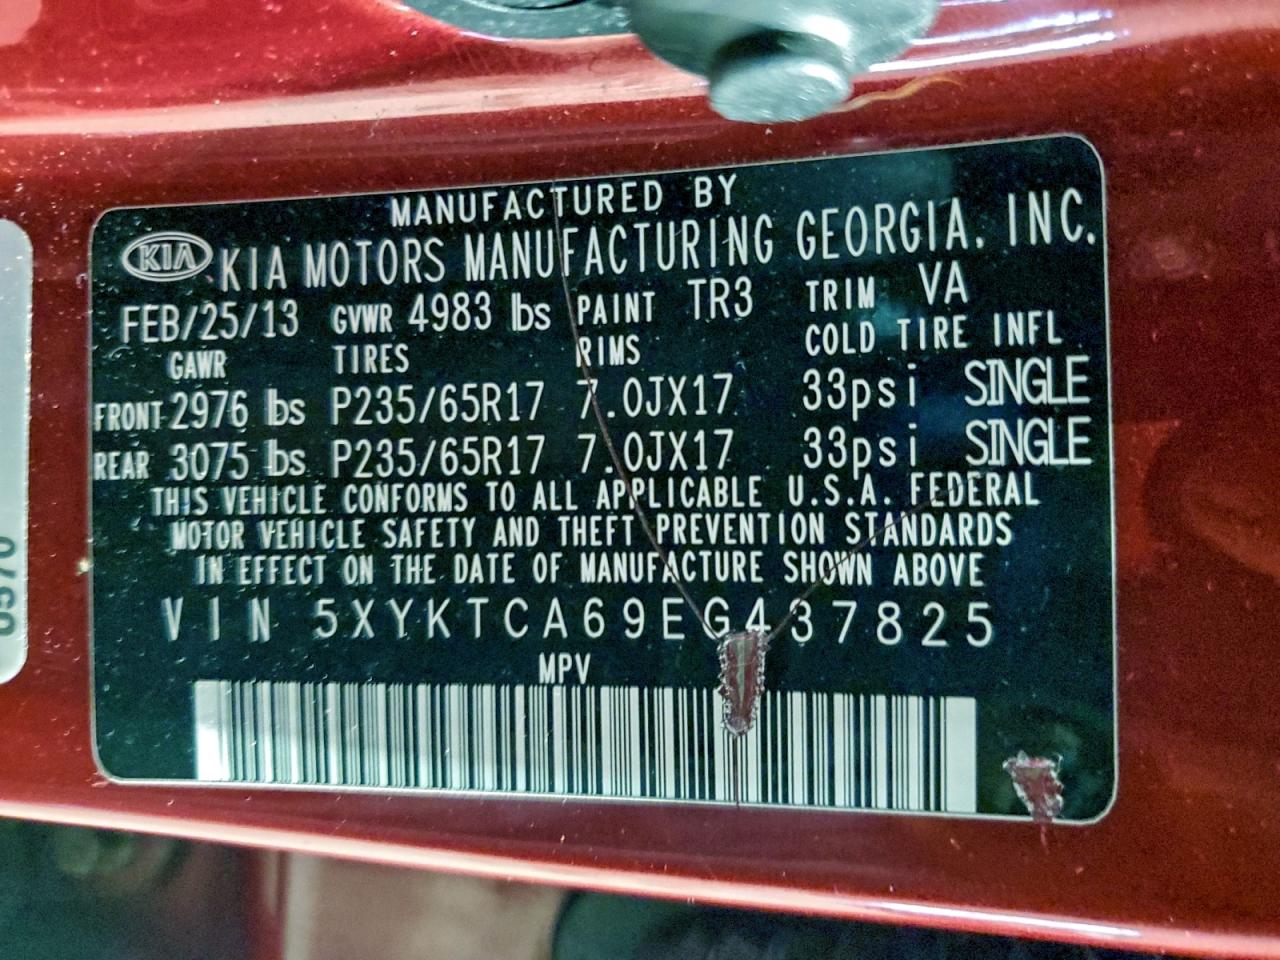 MANUFACTURED BY
KIA KIA MOTORS MANUFACTURING GEORGIA, INC.
FEB/25/13 GVWR 4983 lbs PAINT TR3 TRIM VA
GAWR TIRES RIMS COLD TIRE INFL
FRONT 2976 lbs P235/65R17 7.0JX17 33psi SINGLE
REAR 3075 lbs P235/65R17 7.0JX17 33psi SINGLE
THIS VEHICLE CONFORMS TO ALL APPLICABLE U.S.A. FEDERAL
MOTOR VEHICLE SAFETY AND THEFT PREVENTION STANDARDS
IN EFFECT ON THE DATE OF MANUFACTURE SHOWN ABOVE
VIN 5XYKTCA69EG437825
MPV